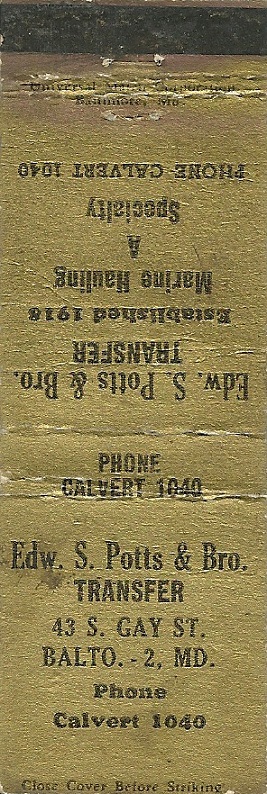 Universal Match Corporation
Baltimore, Md.
Edw. S. Potts & Bro.
TRANSFER
Established 1918
Marine Hauling
A
Specialty
PHONE CALVERT 1040
PHONE
CALVERT 1040
Edw. S. Potts & Bro.
TRANSFER
43 S. GAY ST.
BALTO. - 2, MD.
Phone
Calvert 1040
Close Cover Before Striking